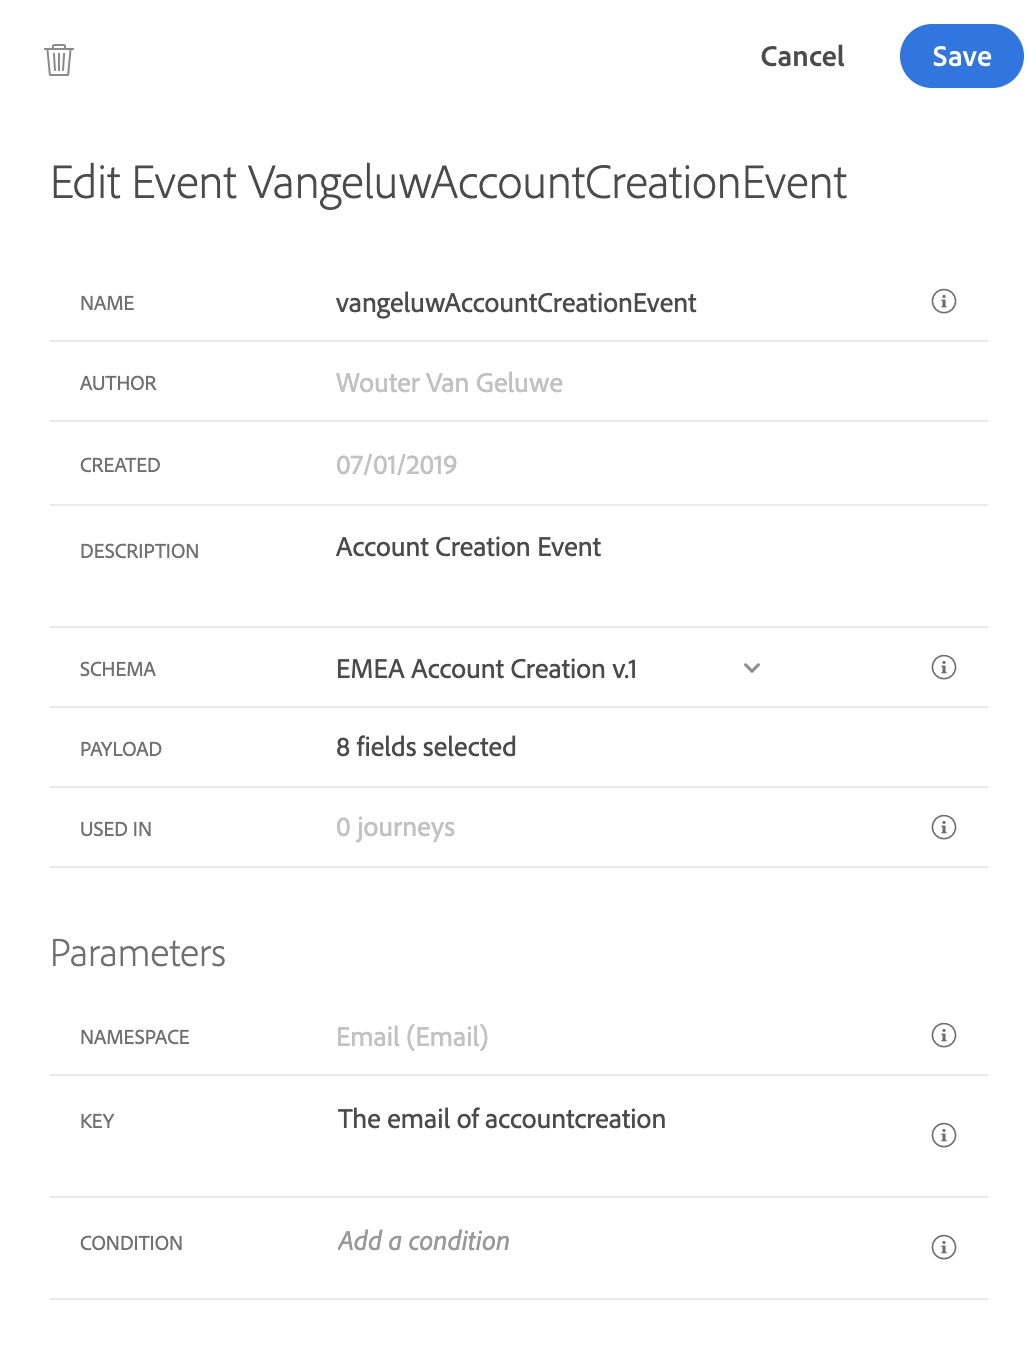 Cancel
Save
Edit Event VangeluwAccountCreationEvent
NAME
vangeluwAccountCreationEvent
AUTHOR
Wouter Van Geluwe
CREATED
07/01/2019
DESCRIPTION
Account Creation Event
SCHEMA
EMEA Account Creation v.1
PAYLOAD
8 fields selected
USED IN
0 journeys
Parameters
NAMESPACE
Email (Email)
KEY
The email of accountcreation
CONDITION
Add a condition